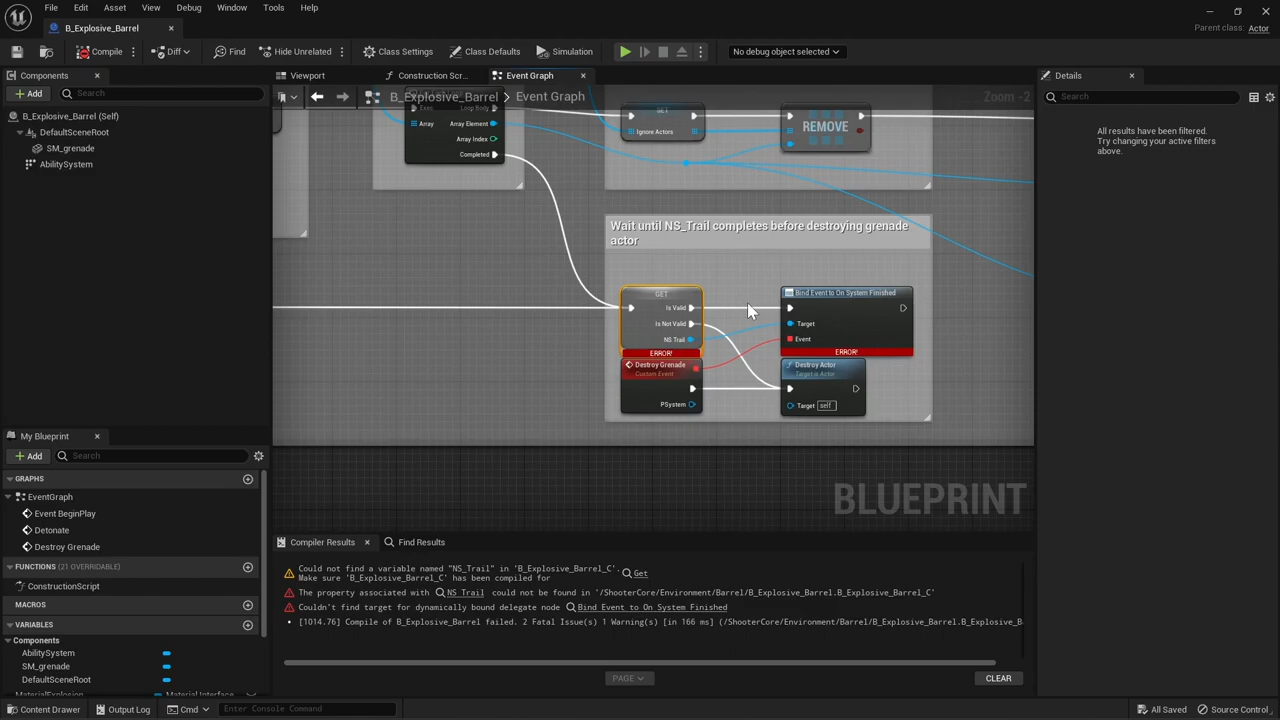 File Edit Asset View Debug Window Tools Help
B_Explosive_Barrel
Parent class: Actor
Compile Diff Find Hide Unrelated Class Settings Class Defaults Simulation No debug object selected
Components Viewport Construction Scr... Event Graph Details
Add Search
B_Explosive_Barrel > Event Graph Zoom -2
Search
B_Explosive_Barrel (Self)
DefaultSceneRoot
SM_grenade
AbilitySystem
All results have been filtered.
Try changing your active filters
above.
Exec Loop Body
Array Array Element
Array Index
Completed
SET
Ignore Actors
REMOVE
Wait until NS_Trail completes before destroying grenade
actor
GET
Is Valid
Is Not Valid
NS Trail
ERROR!
Bind Event to On System Finished
Target
Event
ERROR!
Destroy Grenade
Custom Event
PSystem
Destroy Actor
Target is Actor
Target self
BLUEPRINT
My Blueprint
Add Search
GRAPHS
EventGraph
Event BeginPlay
Detonate
Destroy Grenade
FUNCTIONS (21 OVERRIDABLE)
ConstructionScript
MACROS
VARIABLES
Components
AbilitySystem
SM_grenade
DefaultSceneRoot
MaterialExplosion Material Interface
Compiler Results Find Results
Could not find a variable named "NS_Trail" in 'B_Explosive_Barrel_C'.
Make sure 'B_Explosive_Barrel_C' has been compiled for Get
The property associated with NS Trail could not be found in '/ShooterCore/Environment/Barrel/B_Explosive_Barrel.B_Explosive_Barrel_C'
Couldn't find target for dynamically bound delegate node Bind Event to On System Finished
[1014.76] Compile of B_Explosive_Barrel failed. 2 Fatal Issue(s) 1 Warning(s) [in 166 ms] (/ShooterCore/Environment/Barrel/B_Explosive_Barrel.B_Explosive_B
PAGE CLEAR
Content Drawer Output Log Cmd Enter Console Command All Saved Source Control